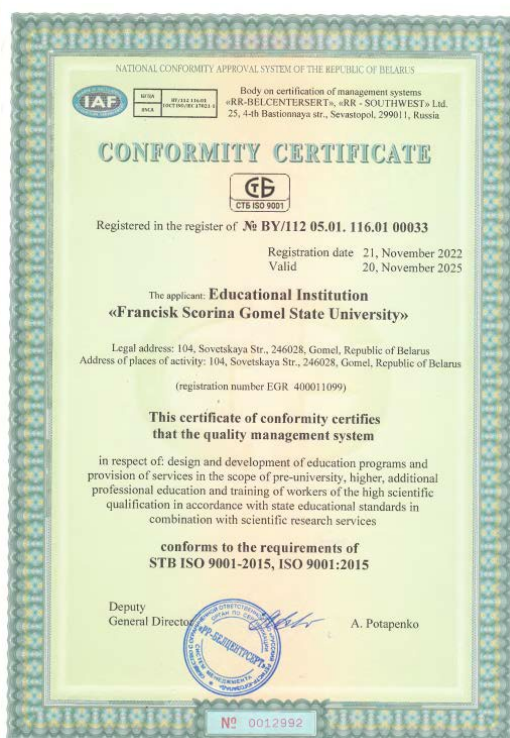 NATIONAL CONFORMITY APPROVAL SYSTEM OF THE REPUBLIC OF BELARUS
IAF
Body on certification of management systems
«RR-BELCENTERSERT», «RR - SOUTHWEST» Ltd.
25, 4-th Bastionnaya str., Sevastopol, 299011, Russia
CONFORMITY CERTIFICATE
СТБ ISO 9001
Registered in the register of № BY/112 05.01. 116.01 00033
Registration date 21, November 2022
Valid 20, November 2025
The applicant: Educational Institution
«Francisk Scorina Gomel State University»
Legal address: 104, Sovetskaya Str., 246028, Gomel, Republic of Belarus
Address of places of activity: 104, Sovetskaya Str., 246028, Gomel, Republic of Belarus
(registration number EGR 400011099)
This certificate of conformity certifies
that the quality management system
in respect of: design and development of education programs and
provision of services in the scope of pre-university, higher, additional
professional education and training of workers of the high scientific
qualification in accordance with state educational standards in
combination with scientific research services
conforms to the requirements of
STB ISO 9001-2015, ISO 9001:2015
Deputy
General Director
A. Potapenko
«РР-БЕЛЦЕНТРСЕРТ»
№ 0012992